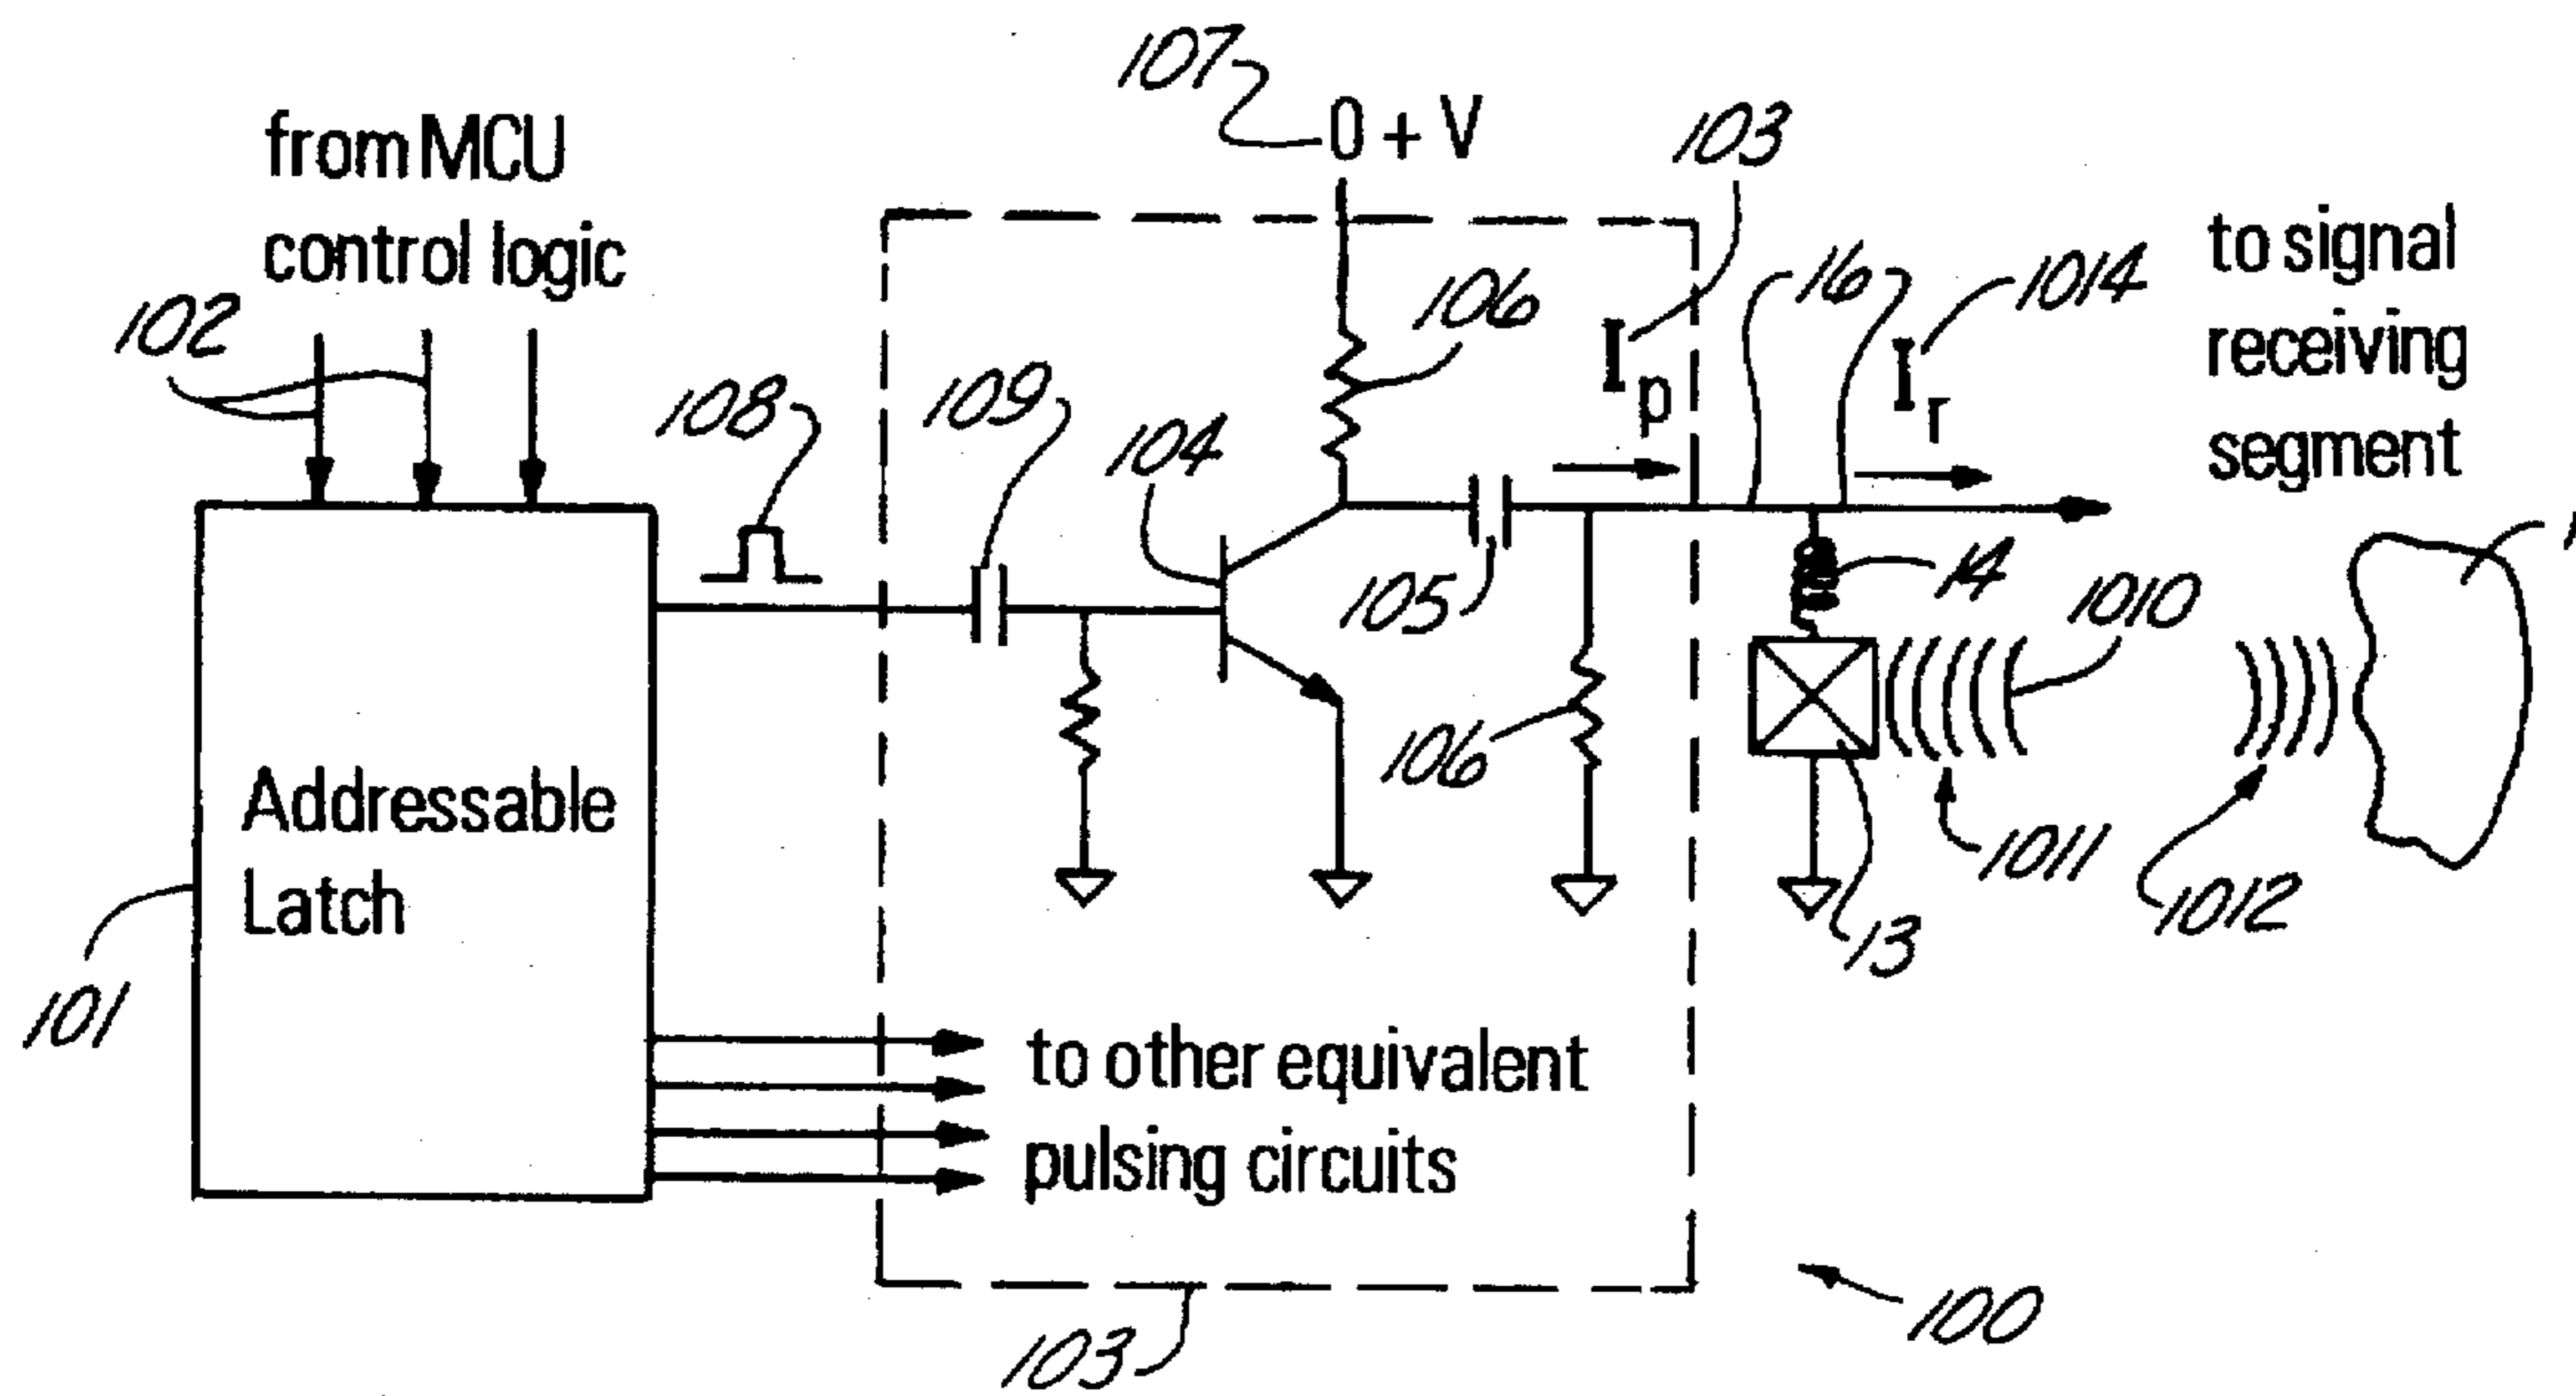 107
O + V
103
from MCU
control logic
to signal
receiving
segment
16
1014
102
106
I p
I r
108
109
104
105
14
1010
106
Addressable
Latch
1011
1012
13
101
to other equivalent
pulsing circuits
100
103